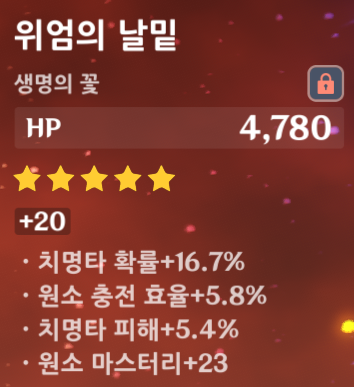 위엄의 날밑
생명의 꽃
HP 4,780
+20
· 치명타 확률+16.7%
· 원소 충전 효율+5.8%
· 치명타 피해+5.4%
· 원소 마스터리+23